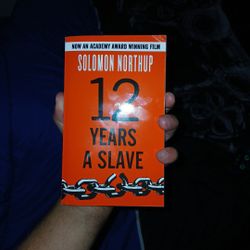 NOW AN ACADEMY AWARD WINNING FILM
SOLOMON NORTHUP
12
YEARS
A SLAVE